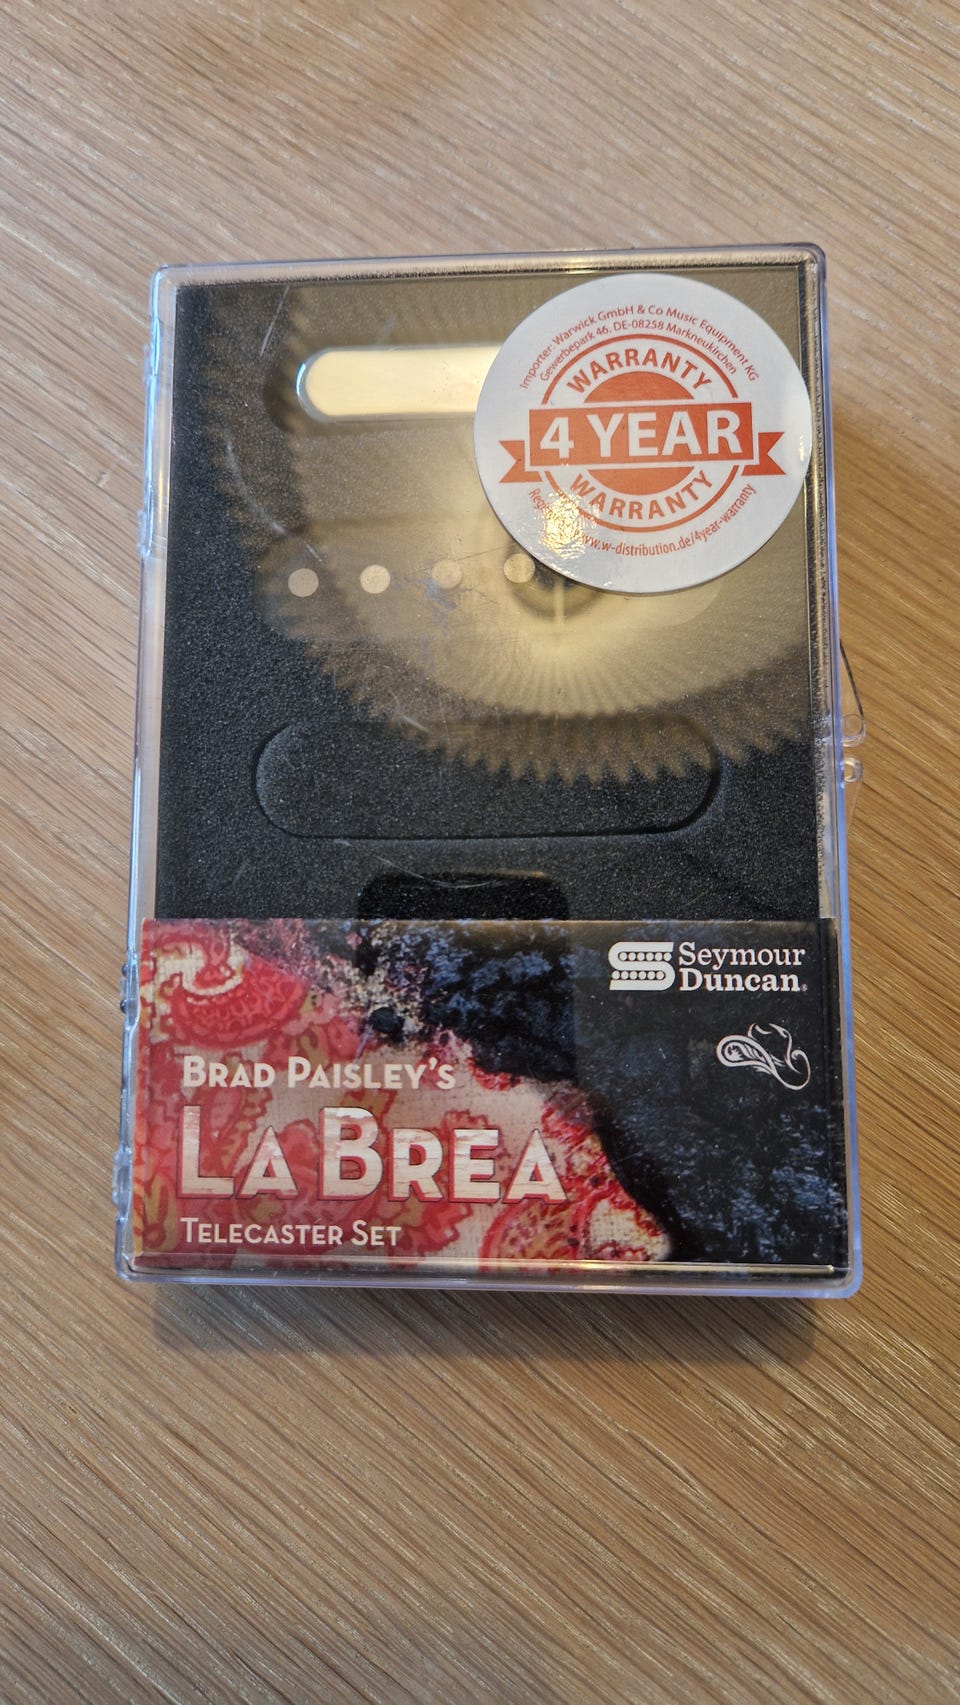 Importer: Warwick GmbH & Co Music Equipment KG
Gewerbepark 46, DE-08258 Markneukirchen
WARRANTY
4 YEAR
WARRANTY
www.w-distribution.de/4year-warranty
Seymour
Duncan®
BRAD PAISLEY'S
LA BREA
TELECASTER SET